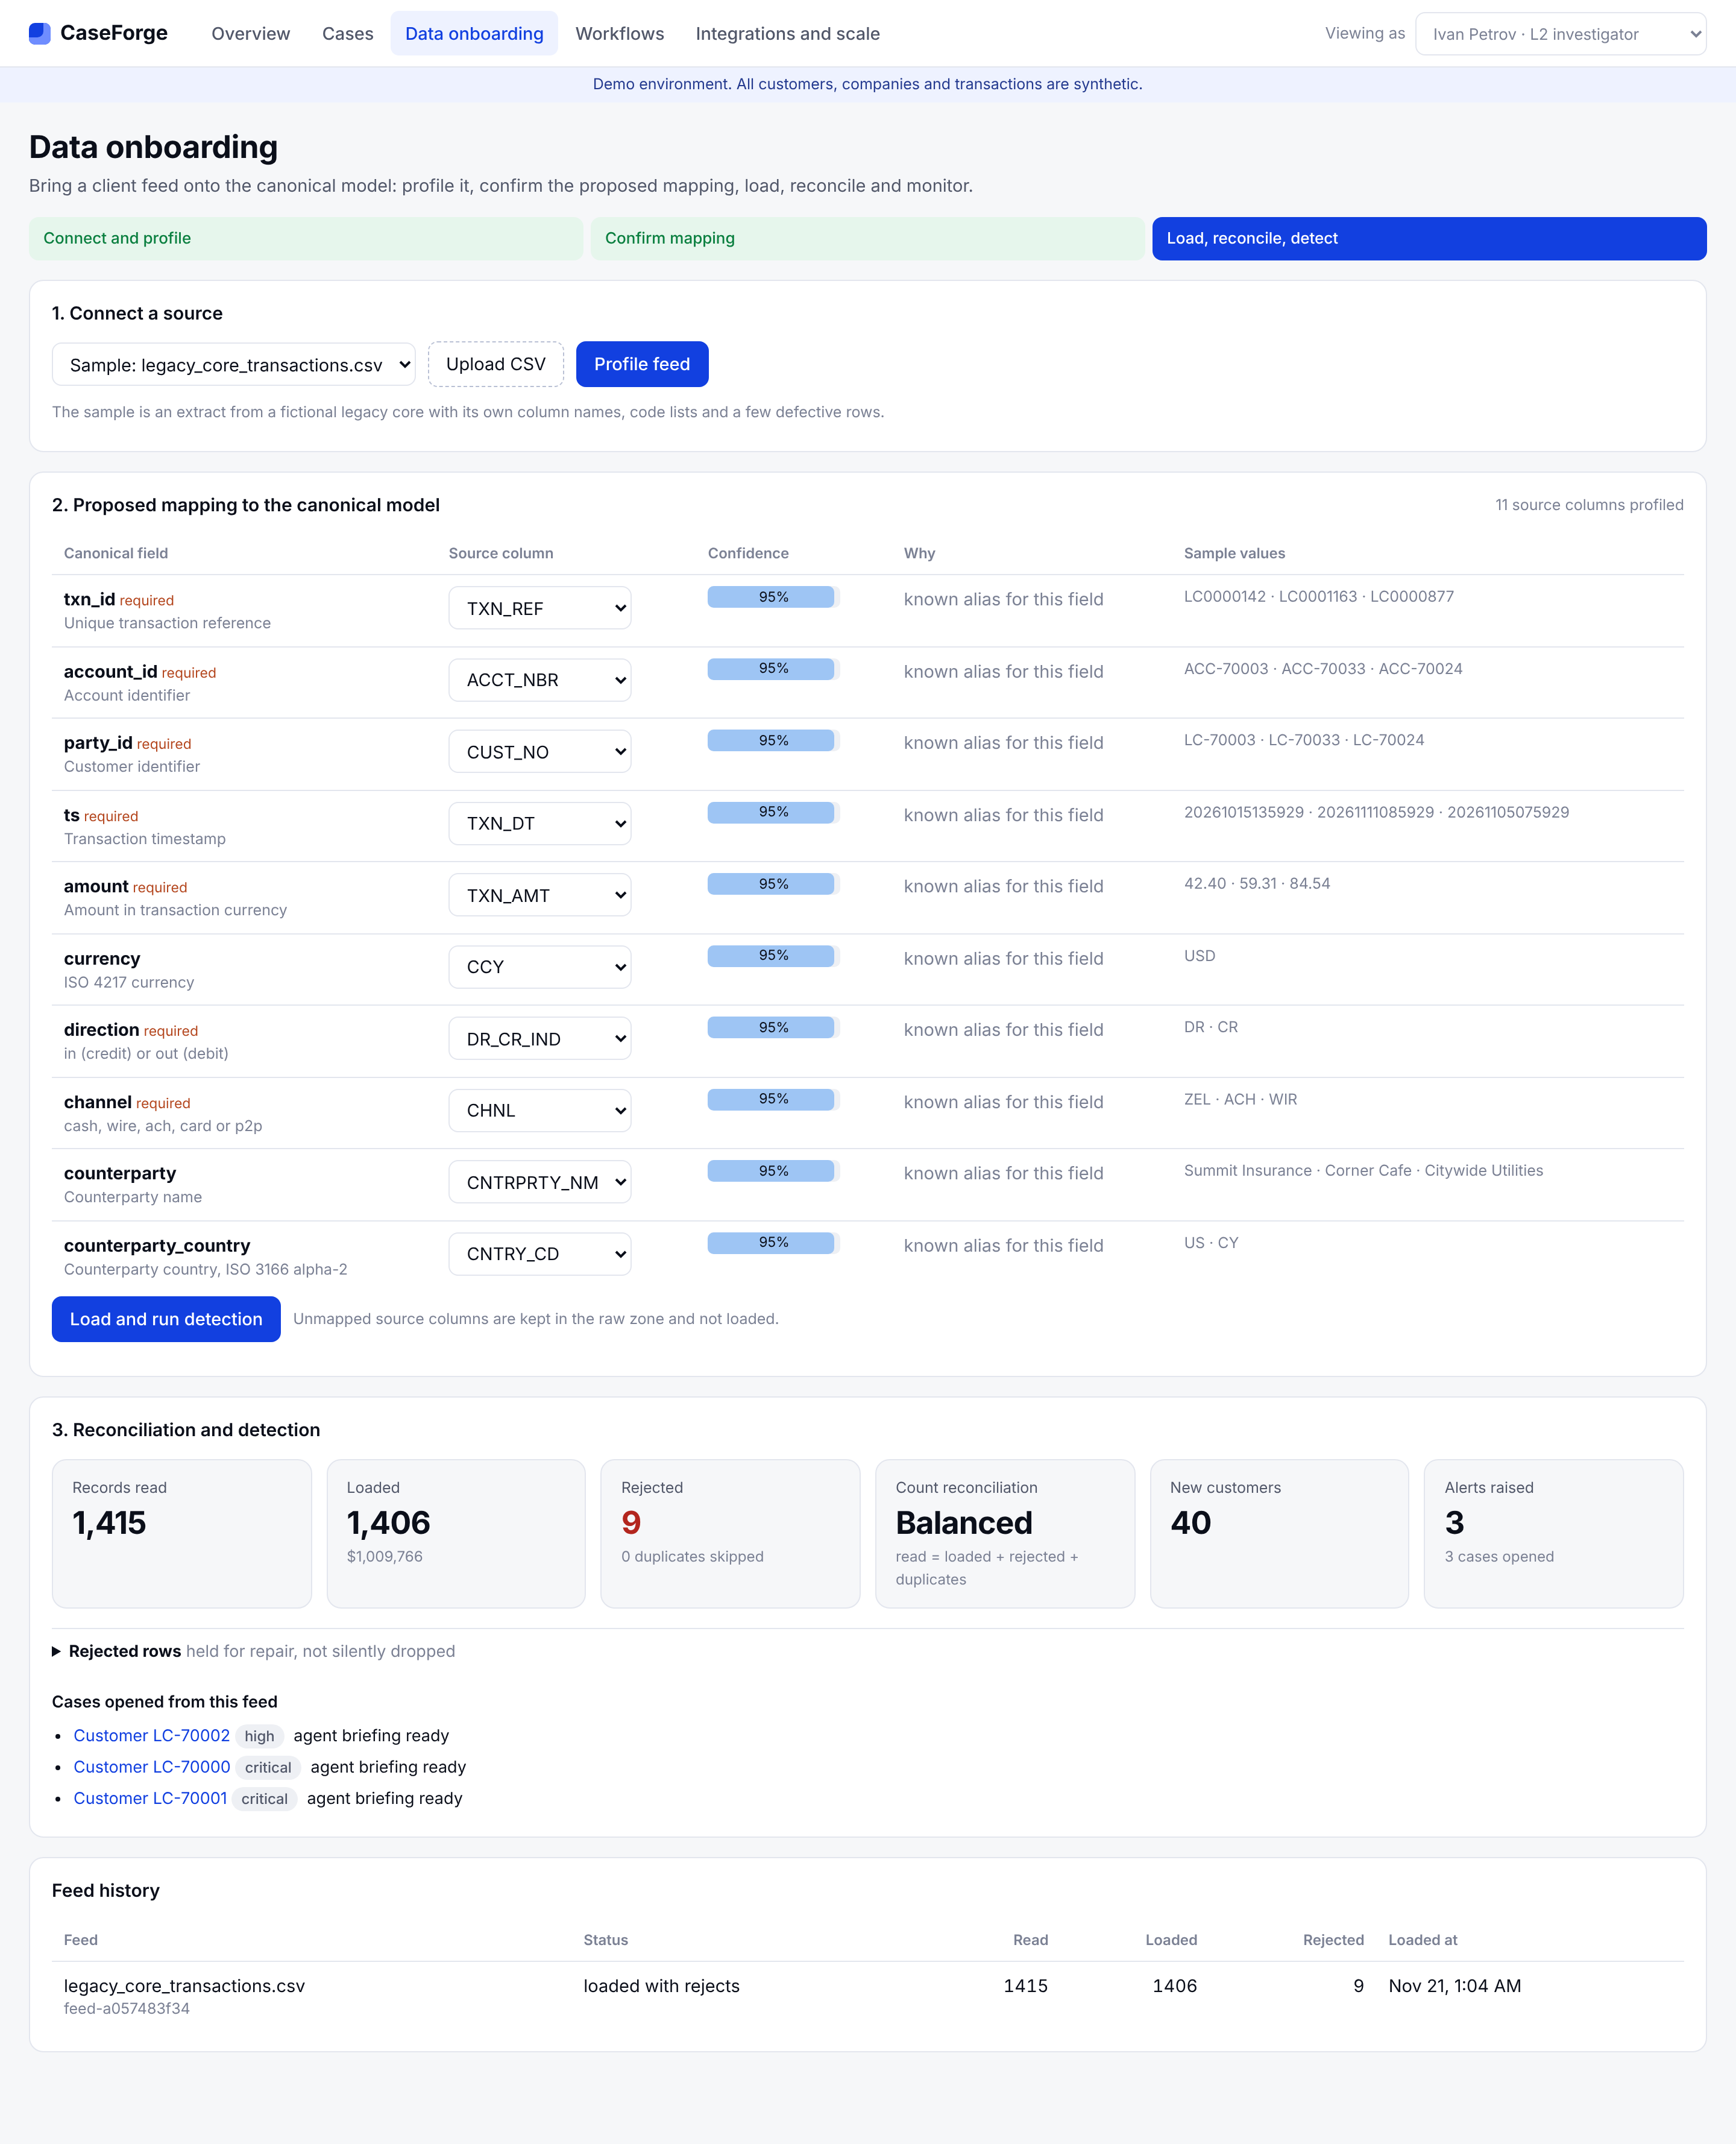 CaseForge
Overview
Cases
Data onboarding
Workflows
Integrations and scale
Viewing as
Ivan Petrov · L2 investigator
Demo environment. All customers, companies and transactions are synthetic.
Data onboarding
Bring a client feed onto the canonical model: profile it, confirm the proposed mapping, load, reconcile and monitor.
Connect and profile
Confirm mapping
Load, reconcile, detect
1. Connect a source
Sample: legacy_core_transactions.csv
Upload CSV
Profile feed
The sample is an extract from a fictional legacy core with its own column names, code lists and a few defective rows.
2. Proposed mapping to the canonical model
11 source columns profiled
Canonical field
Source column
Confidence
Why
Sample values
txn_id required
Unique transaction reference
TXN_REF
95%
known alias for this field
LC0000142 · LC0001163 · LC0000877
account_id required
Account identifier
ACCT_NBR
95%
known alias for this field
ACC-70003 · ACC-70033 · ACC-70024
party_id required
Customer identifier
CUST_NO
95%
known alias for this field
LC-70003 · LC-70033 · LC-70024
ts required
Transaction timestamp
TXN_DT
95%
known alias for this field
20261015135929 · 20261111085929 · 20261105075929
amount required
Amount in transaction currency
TXN_AMT
95%
known alias for this field
42.40 · 59.31 · 84.54
currency
ISO 4217 currency
CCY
95%
known alias for this field
USD
direction required
in (credit) or out (debit)
DR_CR_IND
95%
known alias for this field
DR · CR
channel required
cash, wire, ach, card or p2p
CHNL
95%
known alias for this field
ZEL · ACH · WIR
counterparty
Counterparty name
CNTRPRTY_NM
95%
known alias for this field
Summit Insurance · Corner Cafe · Citywide Utilities
counterparty_country
Counterparty country, ISO 3166 alpha-2
CNTRY_CD
95%
known alias for this field
US · CY
Load and run detection
Unmapped source columns are kept in the raw zone and not loaded.
3. Reconciliation and detection
Records read
1,415
Loaded
1,406
$1,009,766
Rejected
9
0 duplicates skipped
Count reconciliation
Balanced
read = loaded + rejected +
duplicates
New customers
40
Alerts raised
3
3 cases opened
Rejected rows held for repair, not silently dropped
Cases opened from this feed
Customer LC-70002 high agent briefing ready
Customer LC-70000 critical agent briefing ready
Customer LC-70001 critical agent briefing ready
Feed history
Feed
Status
Read
Loaded
Rejected
Loaded at
legacy_core_transactions.csv
feed-a057483f34
loaded with rejects
1415
1406
9
Nov 21, 1:04 AM